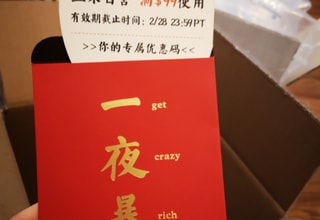 满$99使用
有效期截止时间：2/28 23:59PT
>>你的专属优惠码<<
一 get
夜 crazy
暴 rich